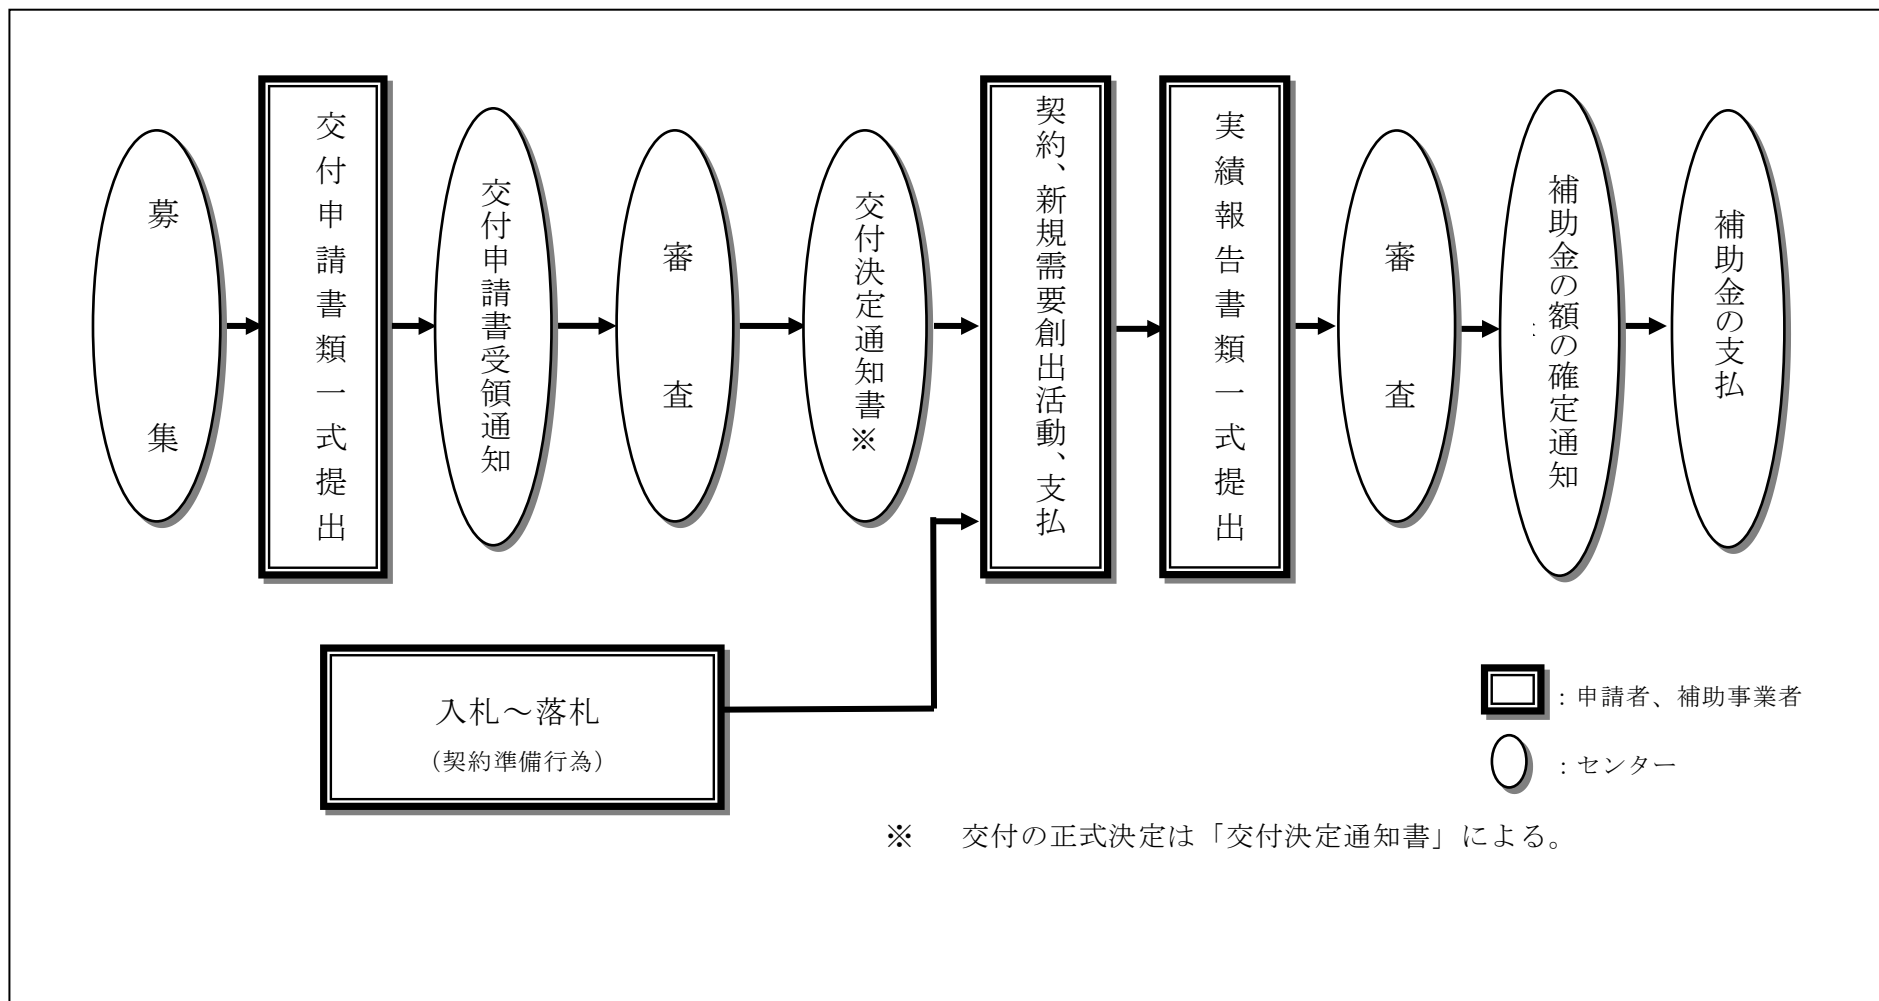 募集
交付申請書類一式提出
交付申請書受領通知
審査
交付決定通知書※
契約、新規需要創出活動、支払
実績報告書類一式提出
審査
補助金の額の確定通知
補助金の支払
入札～落札
（契約準備行為）
：申請者、補助事業者
：センター
※　交付の正式決定は「交付決定通知書」による。